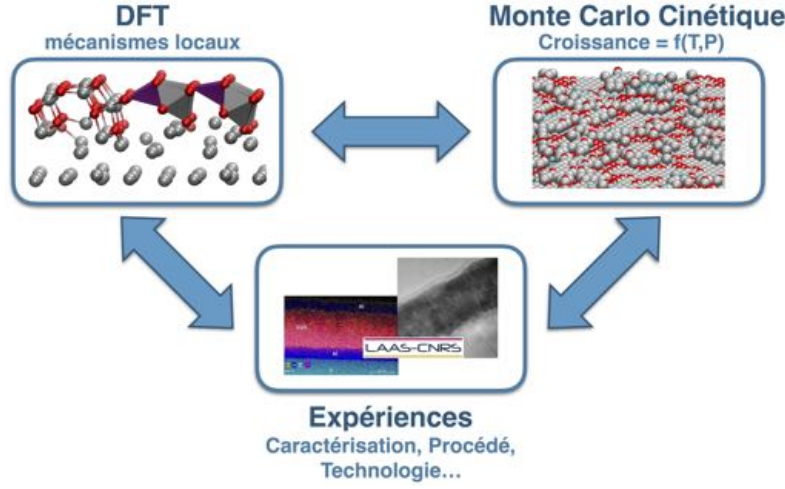 DFT
mécanismes locaux
Monte Carlo Cinétique
Croissance = f(T,P)
LAAS-CNRS
Expériences
Caractérisation, Procédé,
Technologie...